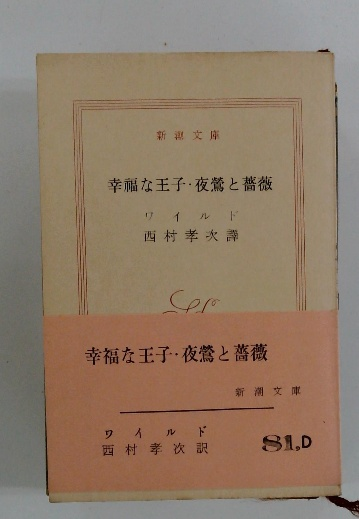 新潮文庫
幸福な王子・夜鶯と薔薇
ワイルド
西村孝次譯
幸福な王子・夜鶯と薔薇
新潮文庫
ワイルド
西村孝次訳
81,D